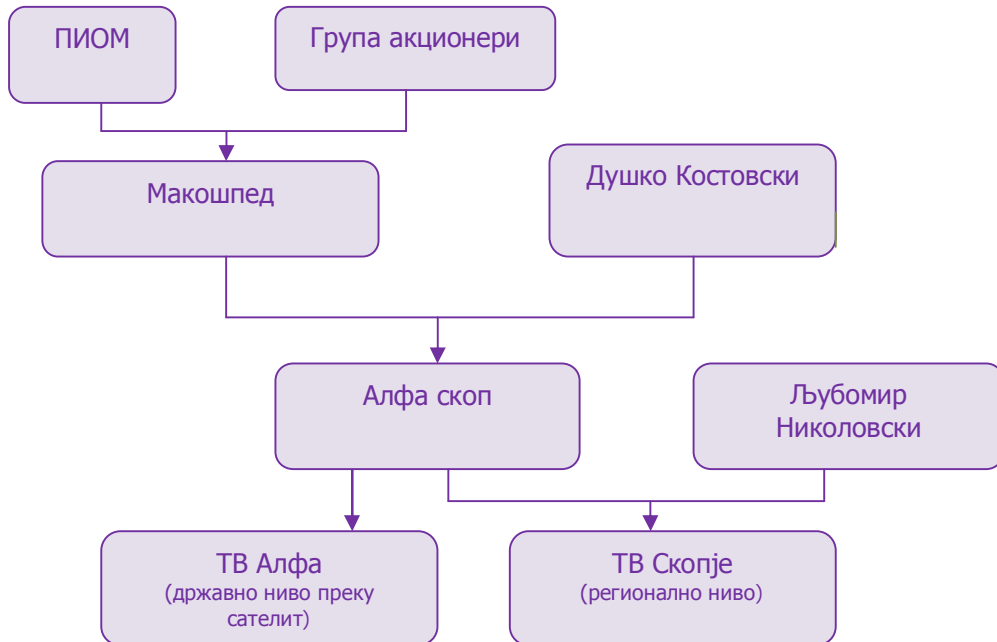 ПИОМ
Група акционери
Макошпед
Душко Костовски
Алфа скоп
Љубомир
Николовски
ТВ Алфа
(државно ниво преку
сателит)
ТВ Скопје
(регионално ниво)